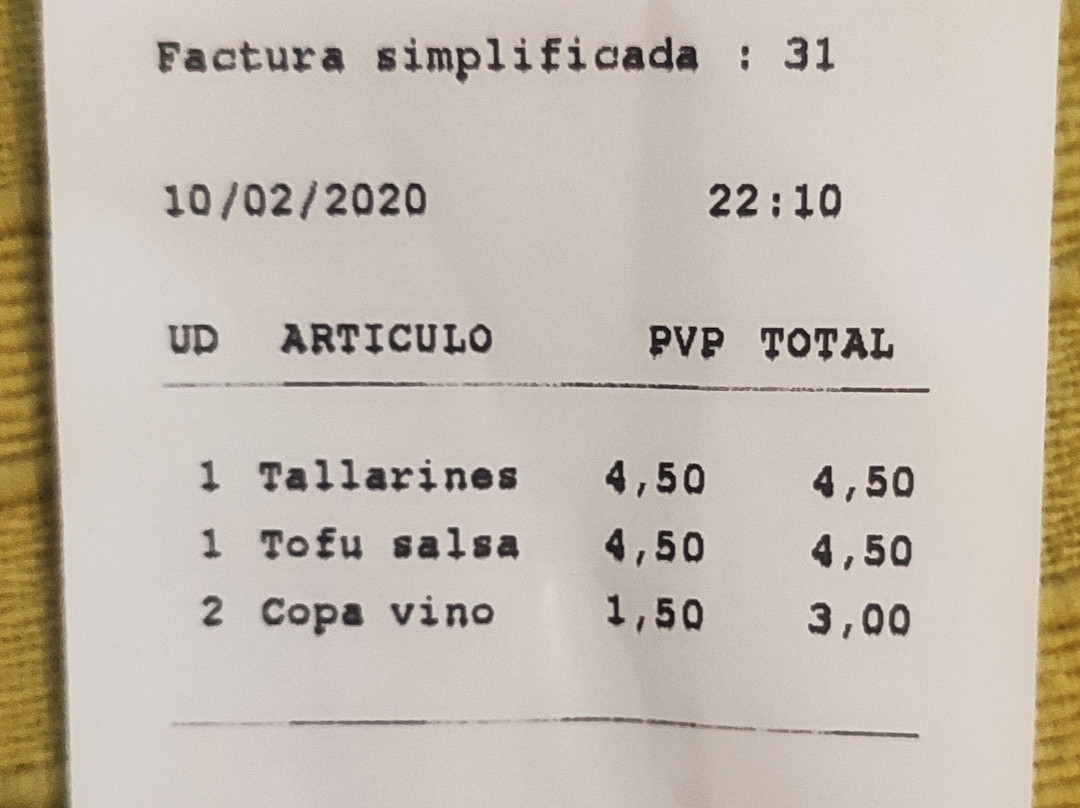 Factura simplificada : 31
10/02/2020 22:10
UD ARTICULO PVP TOTAL
1 Tallarines 4,50 4,50
1 Tofu salsa 4,50 4,50
2 Copa vino 1,50 3,00